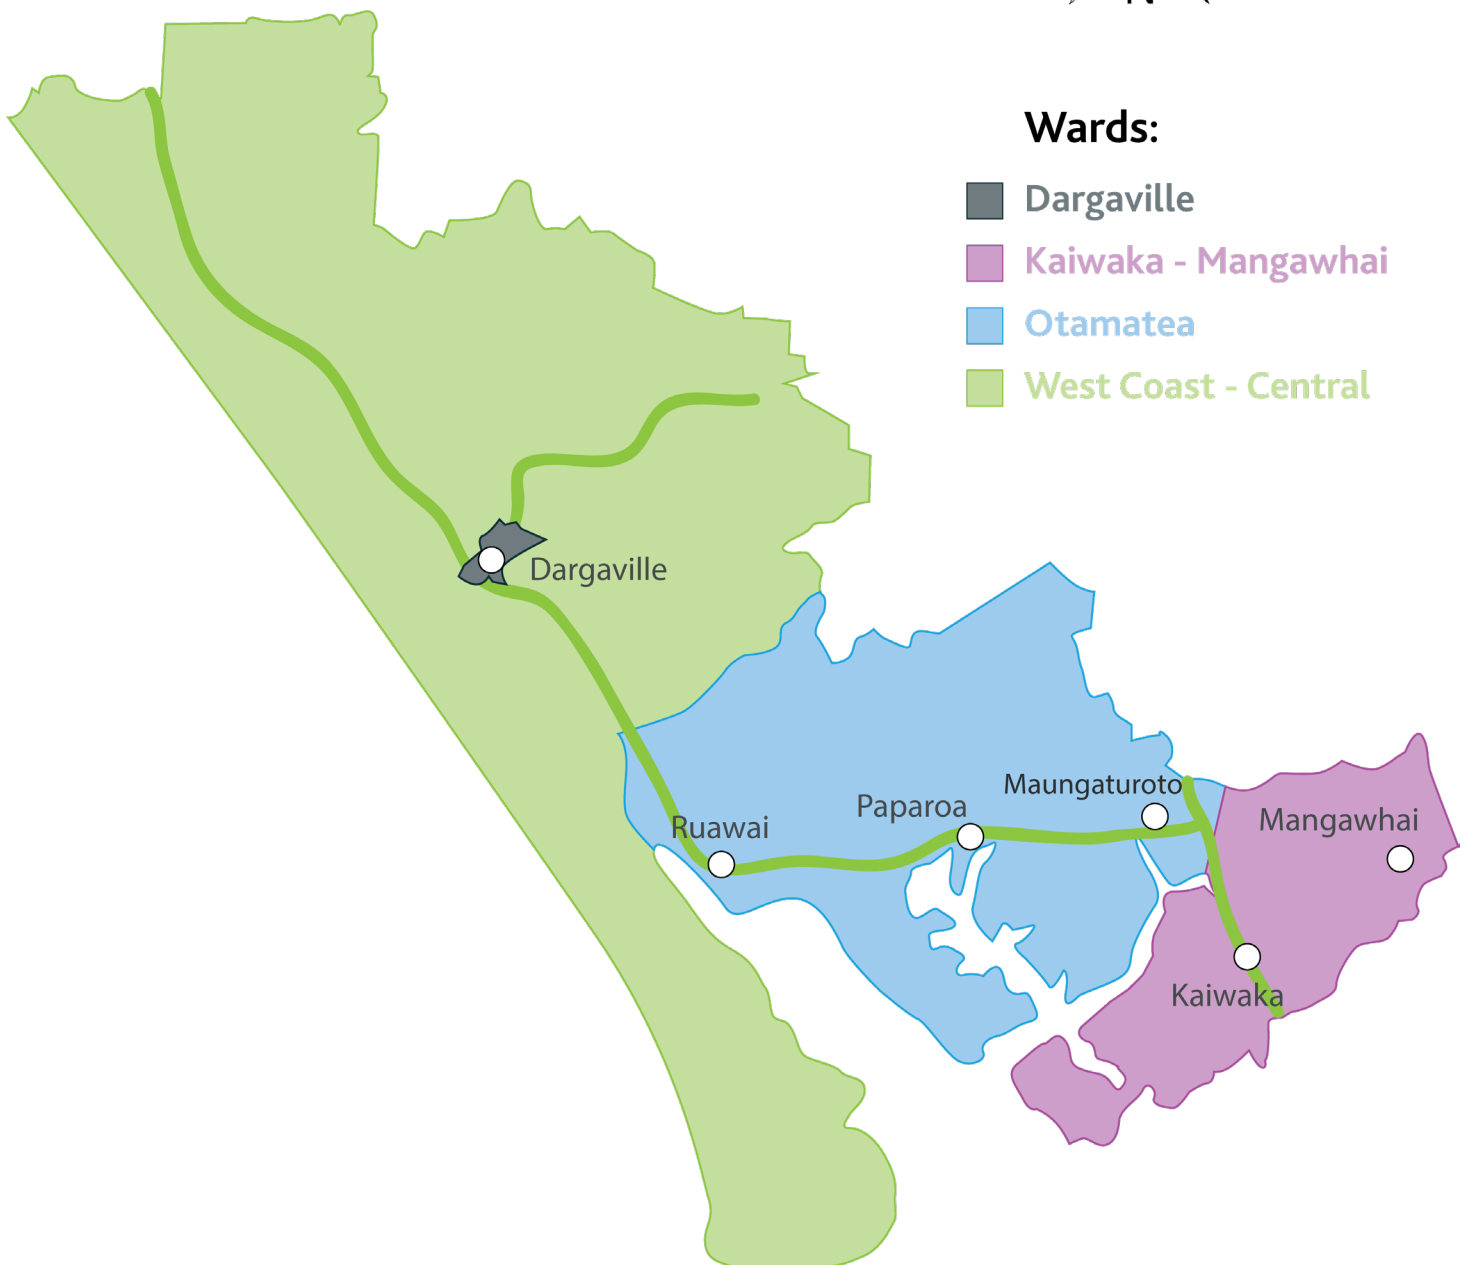 Wards:
Dargaville
Kaiwaka - Mangawhai
Otamatea
West Coast - Central
Dargaville
Maungaturoto
Paparoa
Mangawhai
Ruawai
Kaiwaka